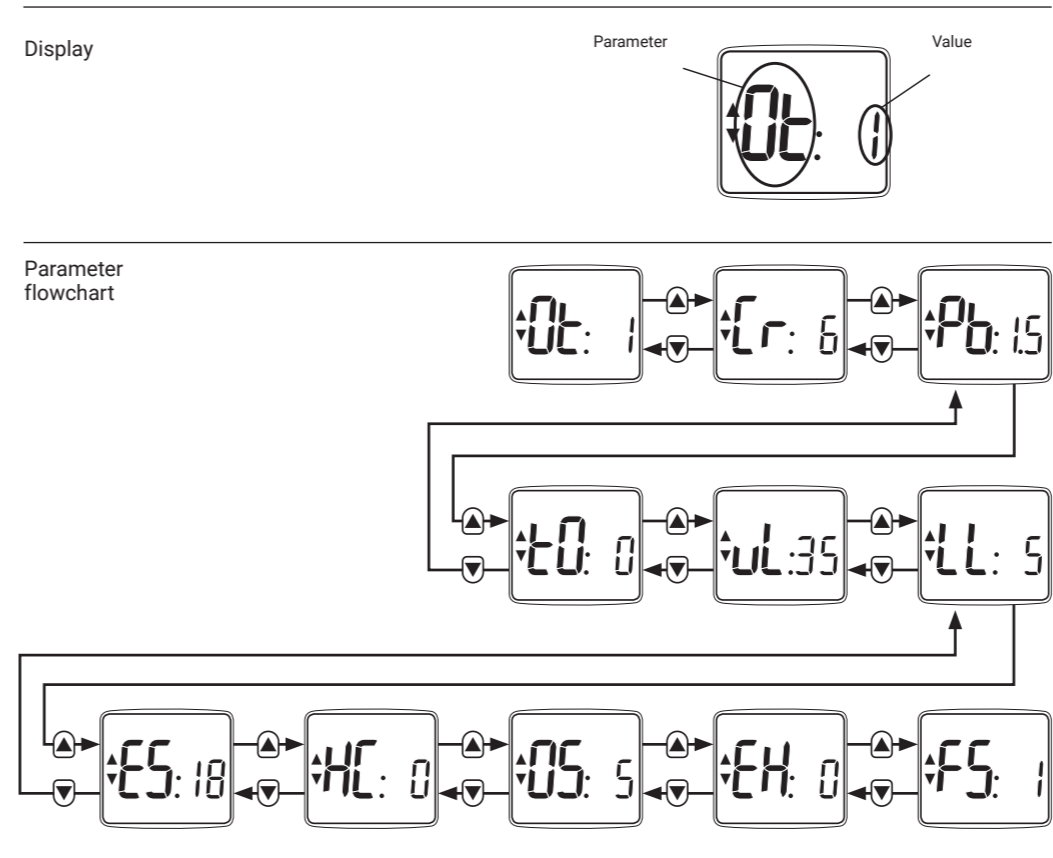 Display
Parameter
Value
Ot: 1
Parameter
flowchart
Ot: 1
Cr: 6
Pb: 1.5
tO: 0
uL:35
LL: 5
ES: 18
HC: 0
OS: 5
EH: 0
FS: 1